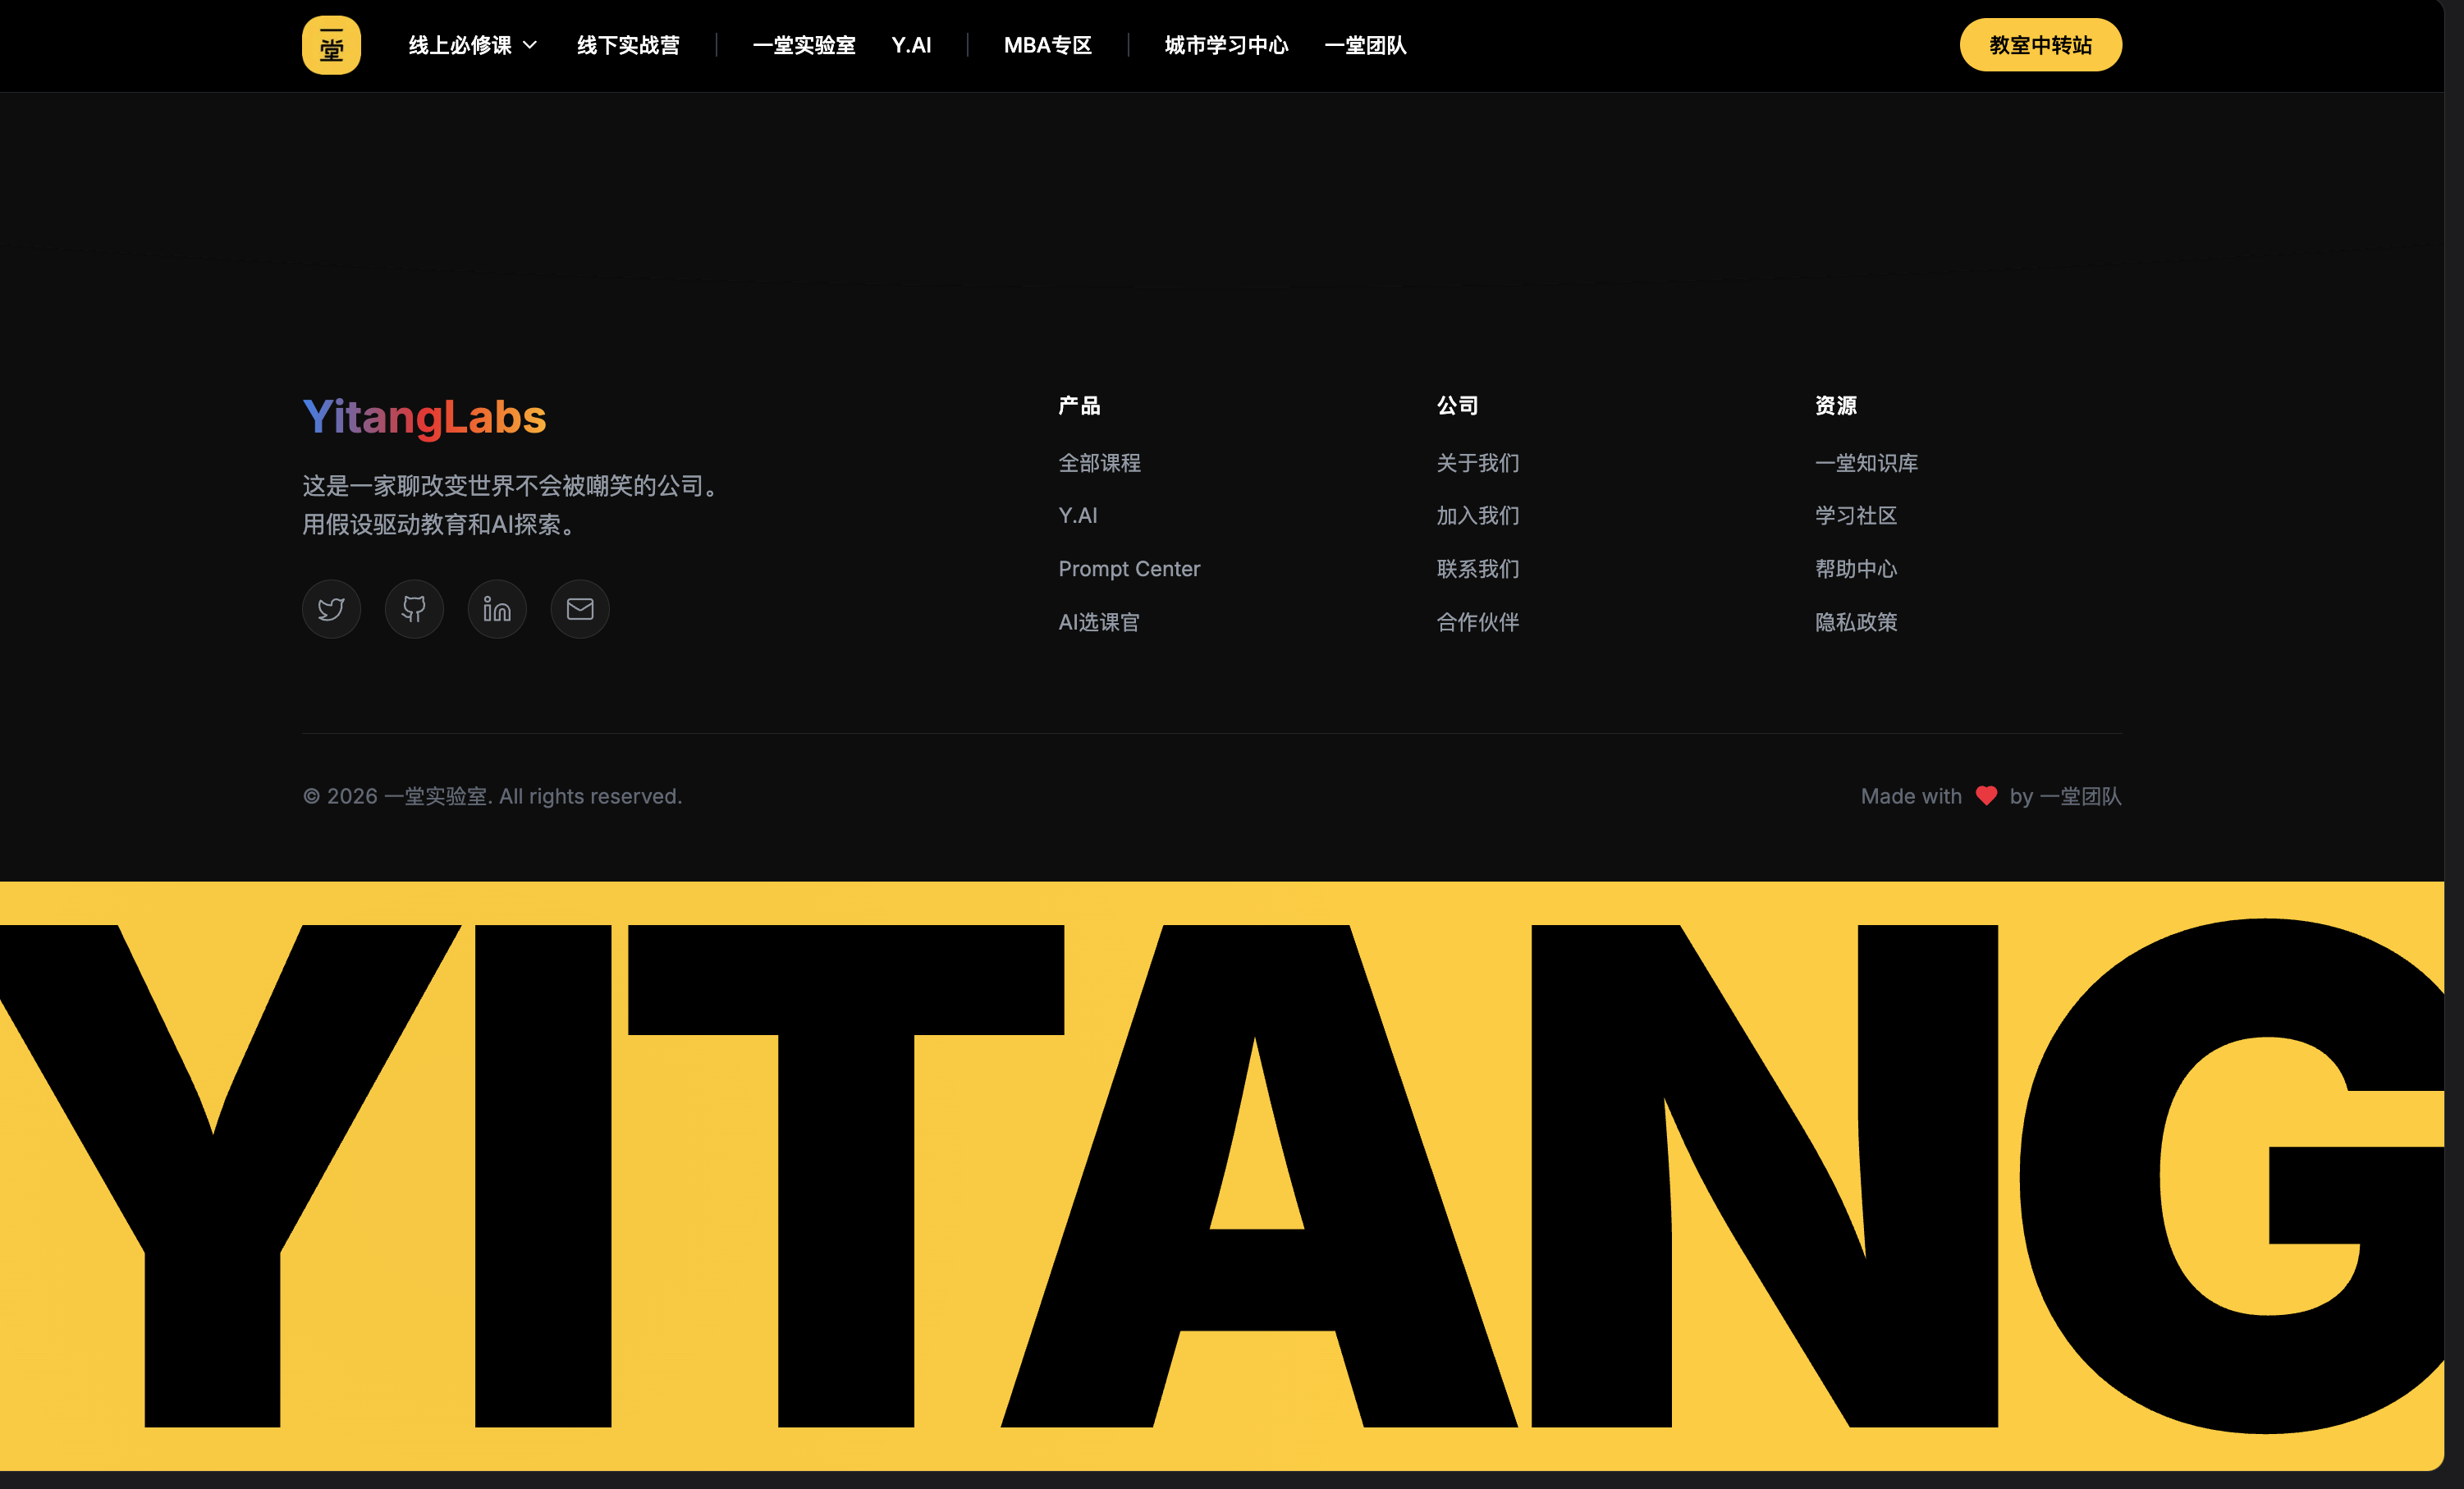 一堂
线上必修课
线下实战营
一堂实验室
Y.AI
MBA专区
城市学习中心
一堂团队
教室中转站
YitangLabs
这是一家聊改变世界不会被嘲笑的公司。
用假设驱动教育和AI探索。
产品
全部课程
Y.AI
Prompt Center
AI选课官
公司
关于我们
加入我们
联系我们
合作伙伴
资源
一堂知识库
学习社区
帮助中心
隐私政策
© 2026 一堂实验室. All rights reserved.
Made with ❤ by 一堂团队
YITANG